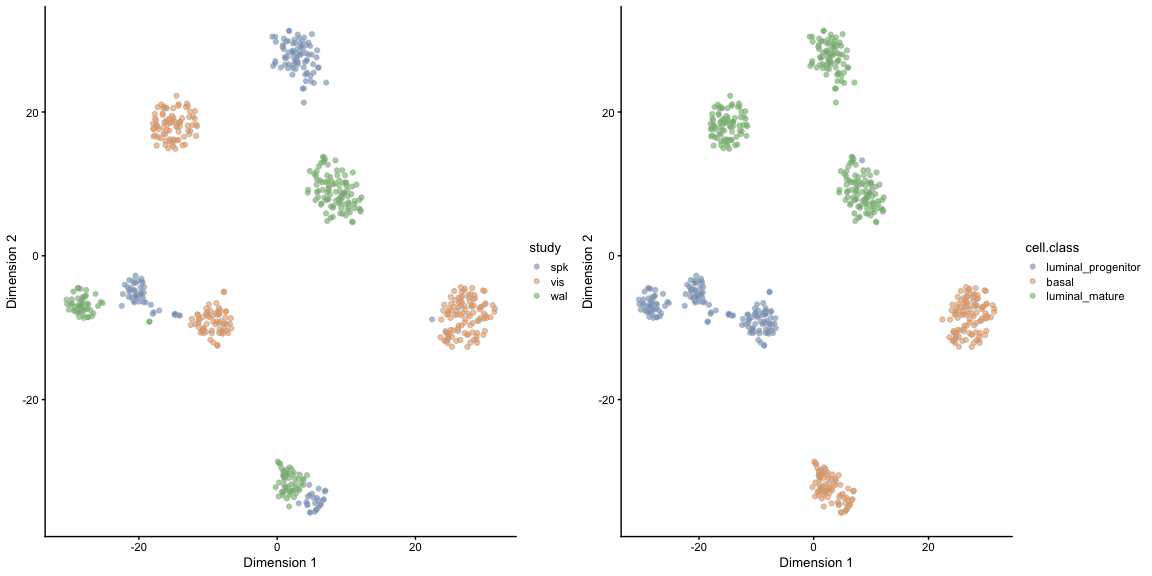 20
0
-20
-20
0
20
Dimension 1
Dimension 2
study
spk
vis
wal
20
0
-20
-20
0
20
Dimension 1
Dimension 2
cell.class
luminal_progenitor
basal
luminal_mature